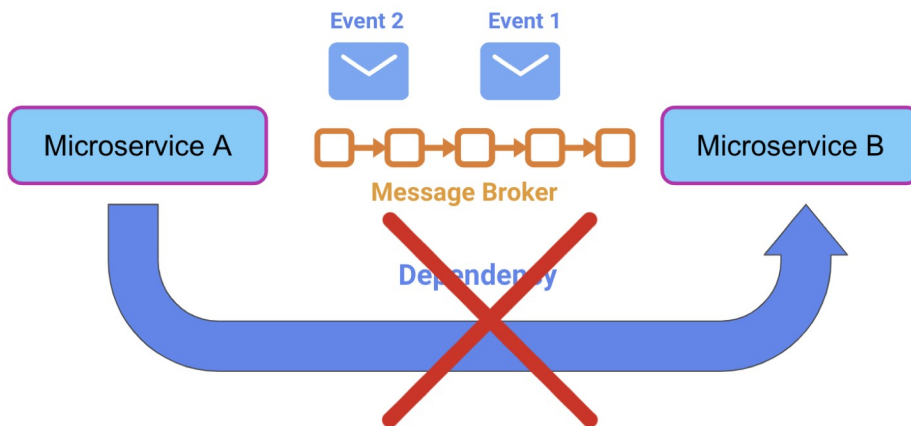 Event 2
Event 1
Microservice A
Microservice B
Message Broker
Dependency